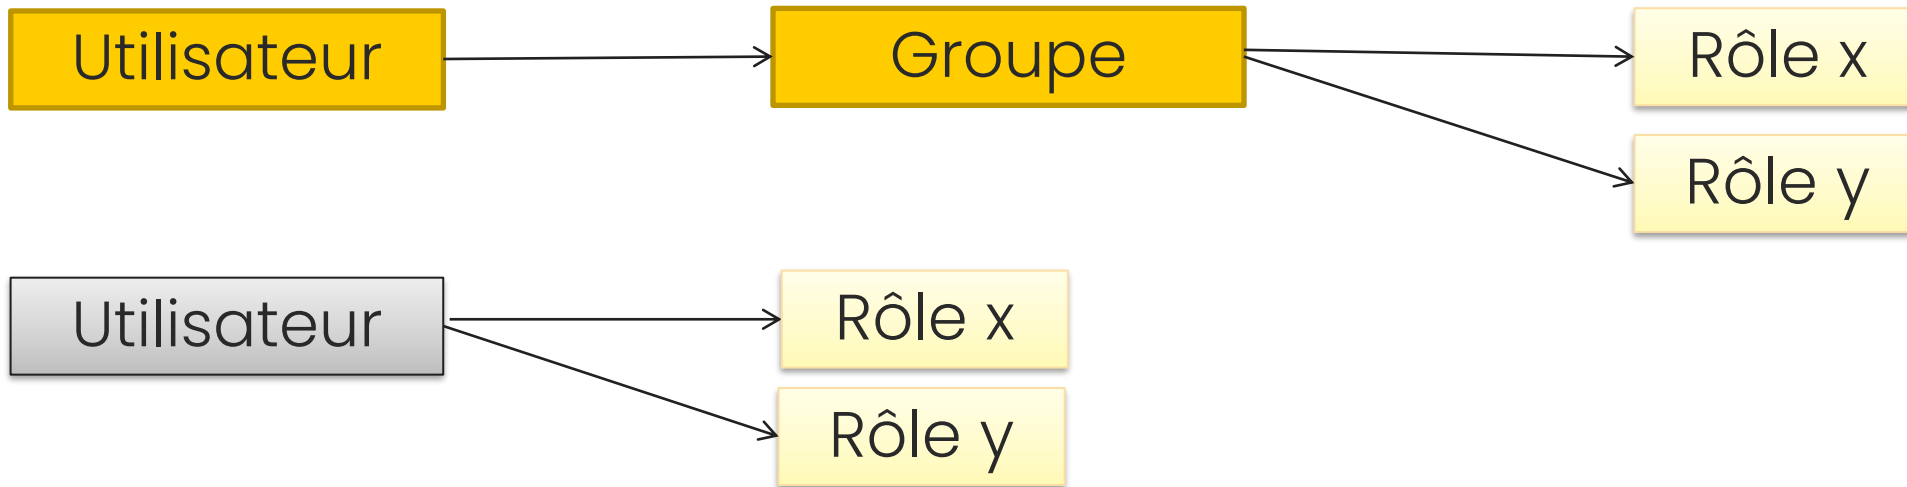 Utilisateur
Groupe
Rôle x
Rôle y
Utilisateur
Rôle x
Rôle y